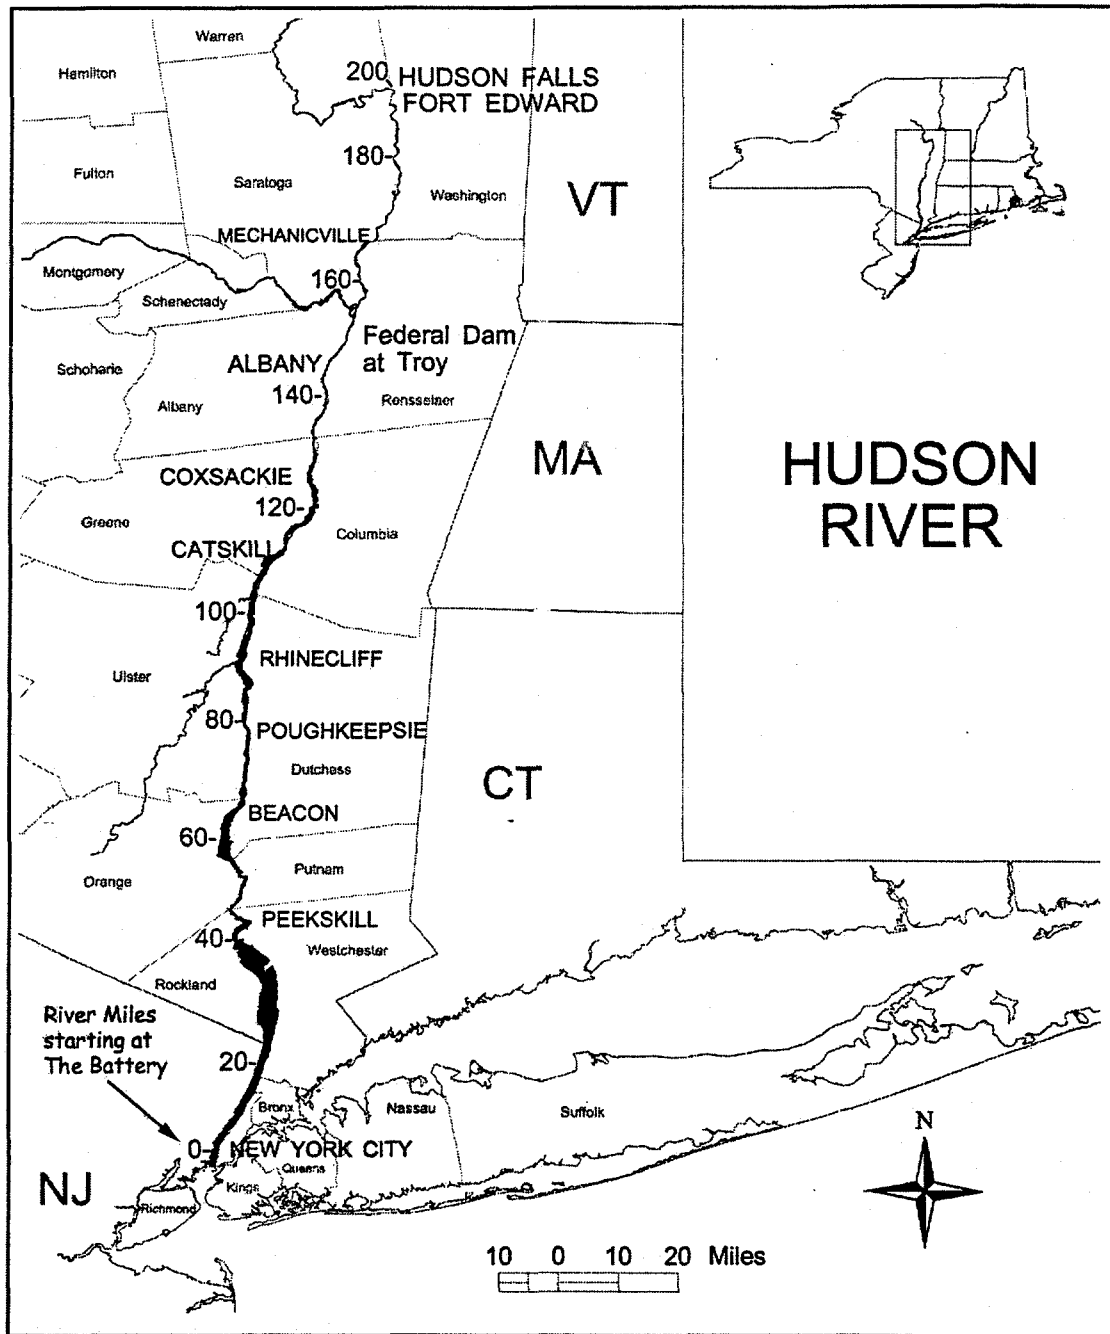 Warren
Hamilton
200 HUDSON FALLS
FORT EDWARD
180-
Fulton
Saratoga
Washington
VT
MECHANICVILLE
Montgomery
160-
Schenectady
Federal Dam
at Troy
Schoharie
ALBANY
140-
Albany
Rensselaer
MA
HUDSON
RIVER
COXSACKIE
120-
Greene
Columbia
CATSKILL
100-
RHINECLIFF
Ulster
80-
POUGHKEEPSIE
Dutchess
CT
BEACON
60-
Putnam
Orange
PEEKSKILL
40-
Westchester
Rockland
River Miles
starting at
The Battery
20-
Bronx
Nassau
Suffolk
N
0-
NEW YORK CITY
Queens
Kings
NJ
Richmond
10 0 10 20 Miles